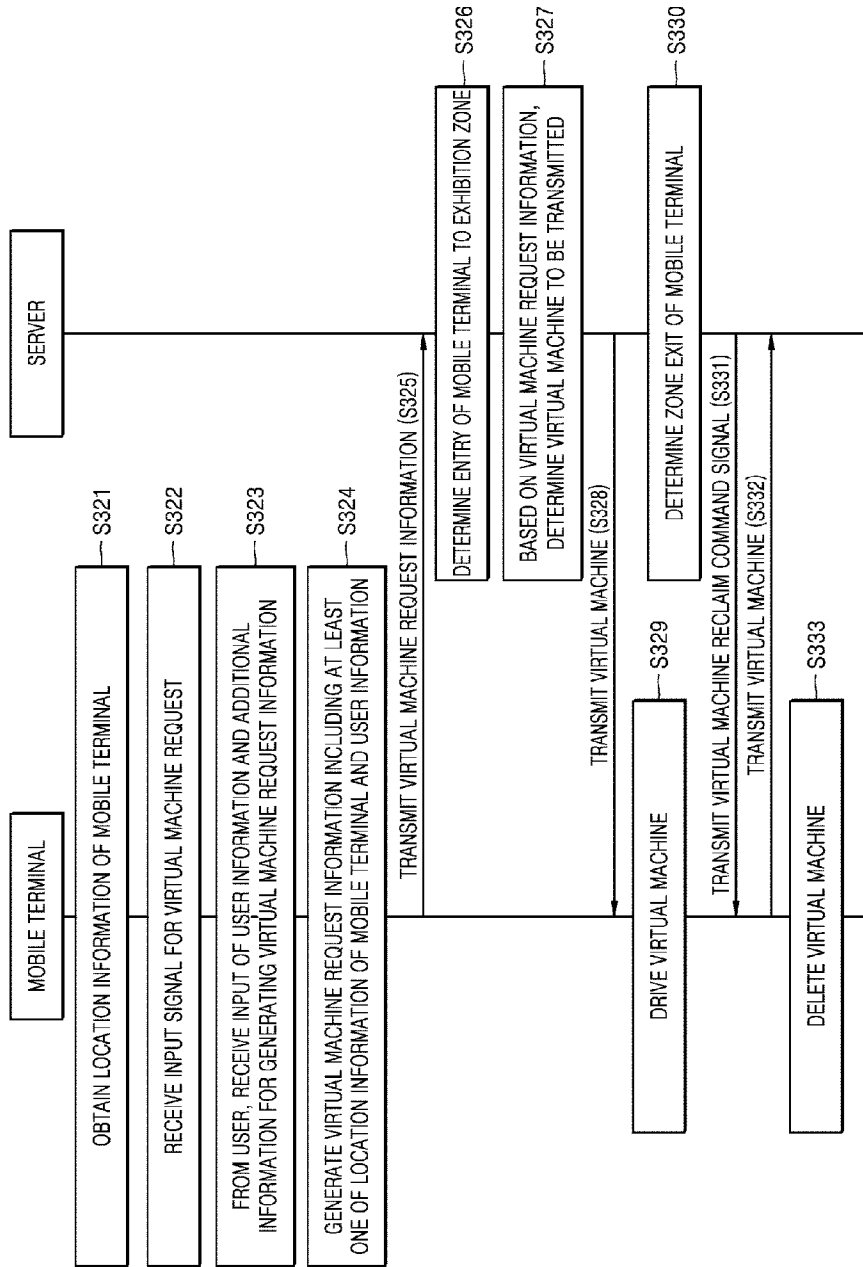 MOBILE TERMINAL
SERVER
OBTAIN LOCATION INFORMATION OF MOBILE TERMINAL
S321
RECEIVE INPUT SIGNAL FOR VIRTUAL MACHINE REQUEST
S322
FROM USER, RECEIVE INPUT OF USER INFORMATION AND ADDITIONAL
INFORMATION FOR GENERATING VIRTUAL MACHINE REQUEST INFORMATION
S323
GENERATE VIRTUAL MACHINE REQUEST INFORMATION INCLUDING AT LEAST
ONE OF LOCATION INFORMATION OF MOBILE TERMINAL AND USER INFORMATION
S324
TRANSMIT VIRTUAL MACHINE REQUEST INFORMATION (S325)
DETERMINE ENTRY OF MOBILE TERMINAL TO EXHIBITION ZONE
S326
BASED ON VIRTUAL MACHINE REQUEST INFORMATION,
DETERMINE VIRTUAL MACHINE TO BE TRANSMITTED
S327
TRANSMIT VIRTUAL MACHINE (S328)
DRIVE VIRTUAL MACHINE
S329
DETERMINE ZONE EXIT OF MOBILE TERMINAL
S330
TRANSMIT VIRTUAL MACHINE RECLAIM COMMAND SIGNAL (S331)
TRANSMIT VIRTUAL MACHINE (S332)
DELETE VIRTUAL MACHINE
S333